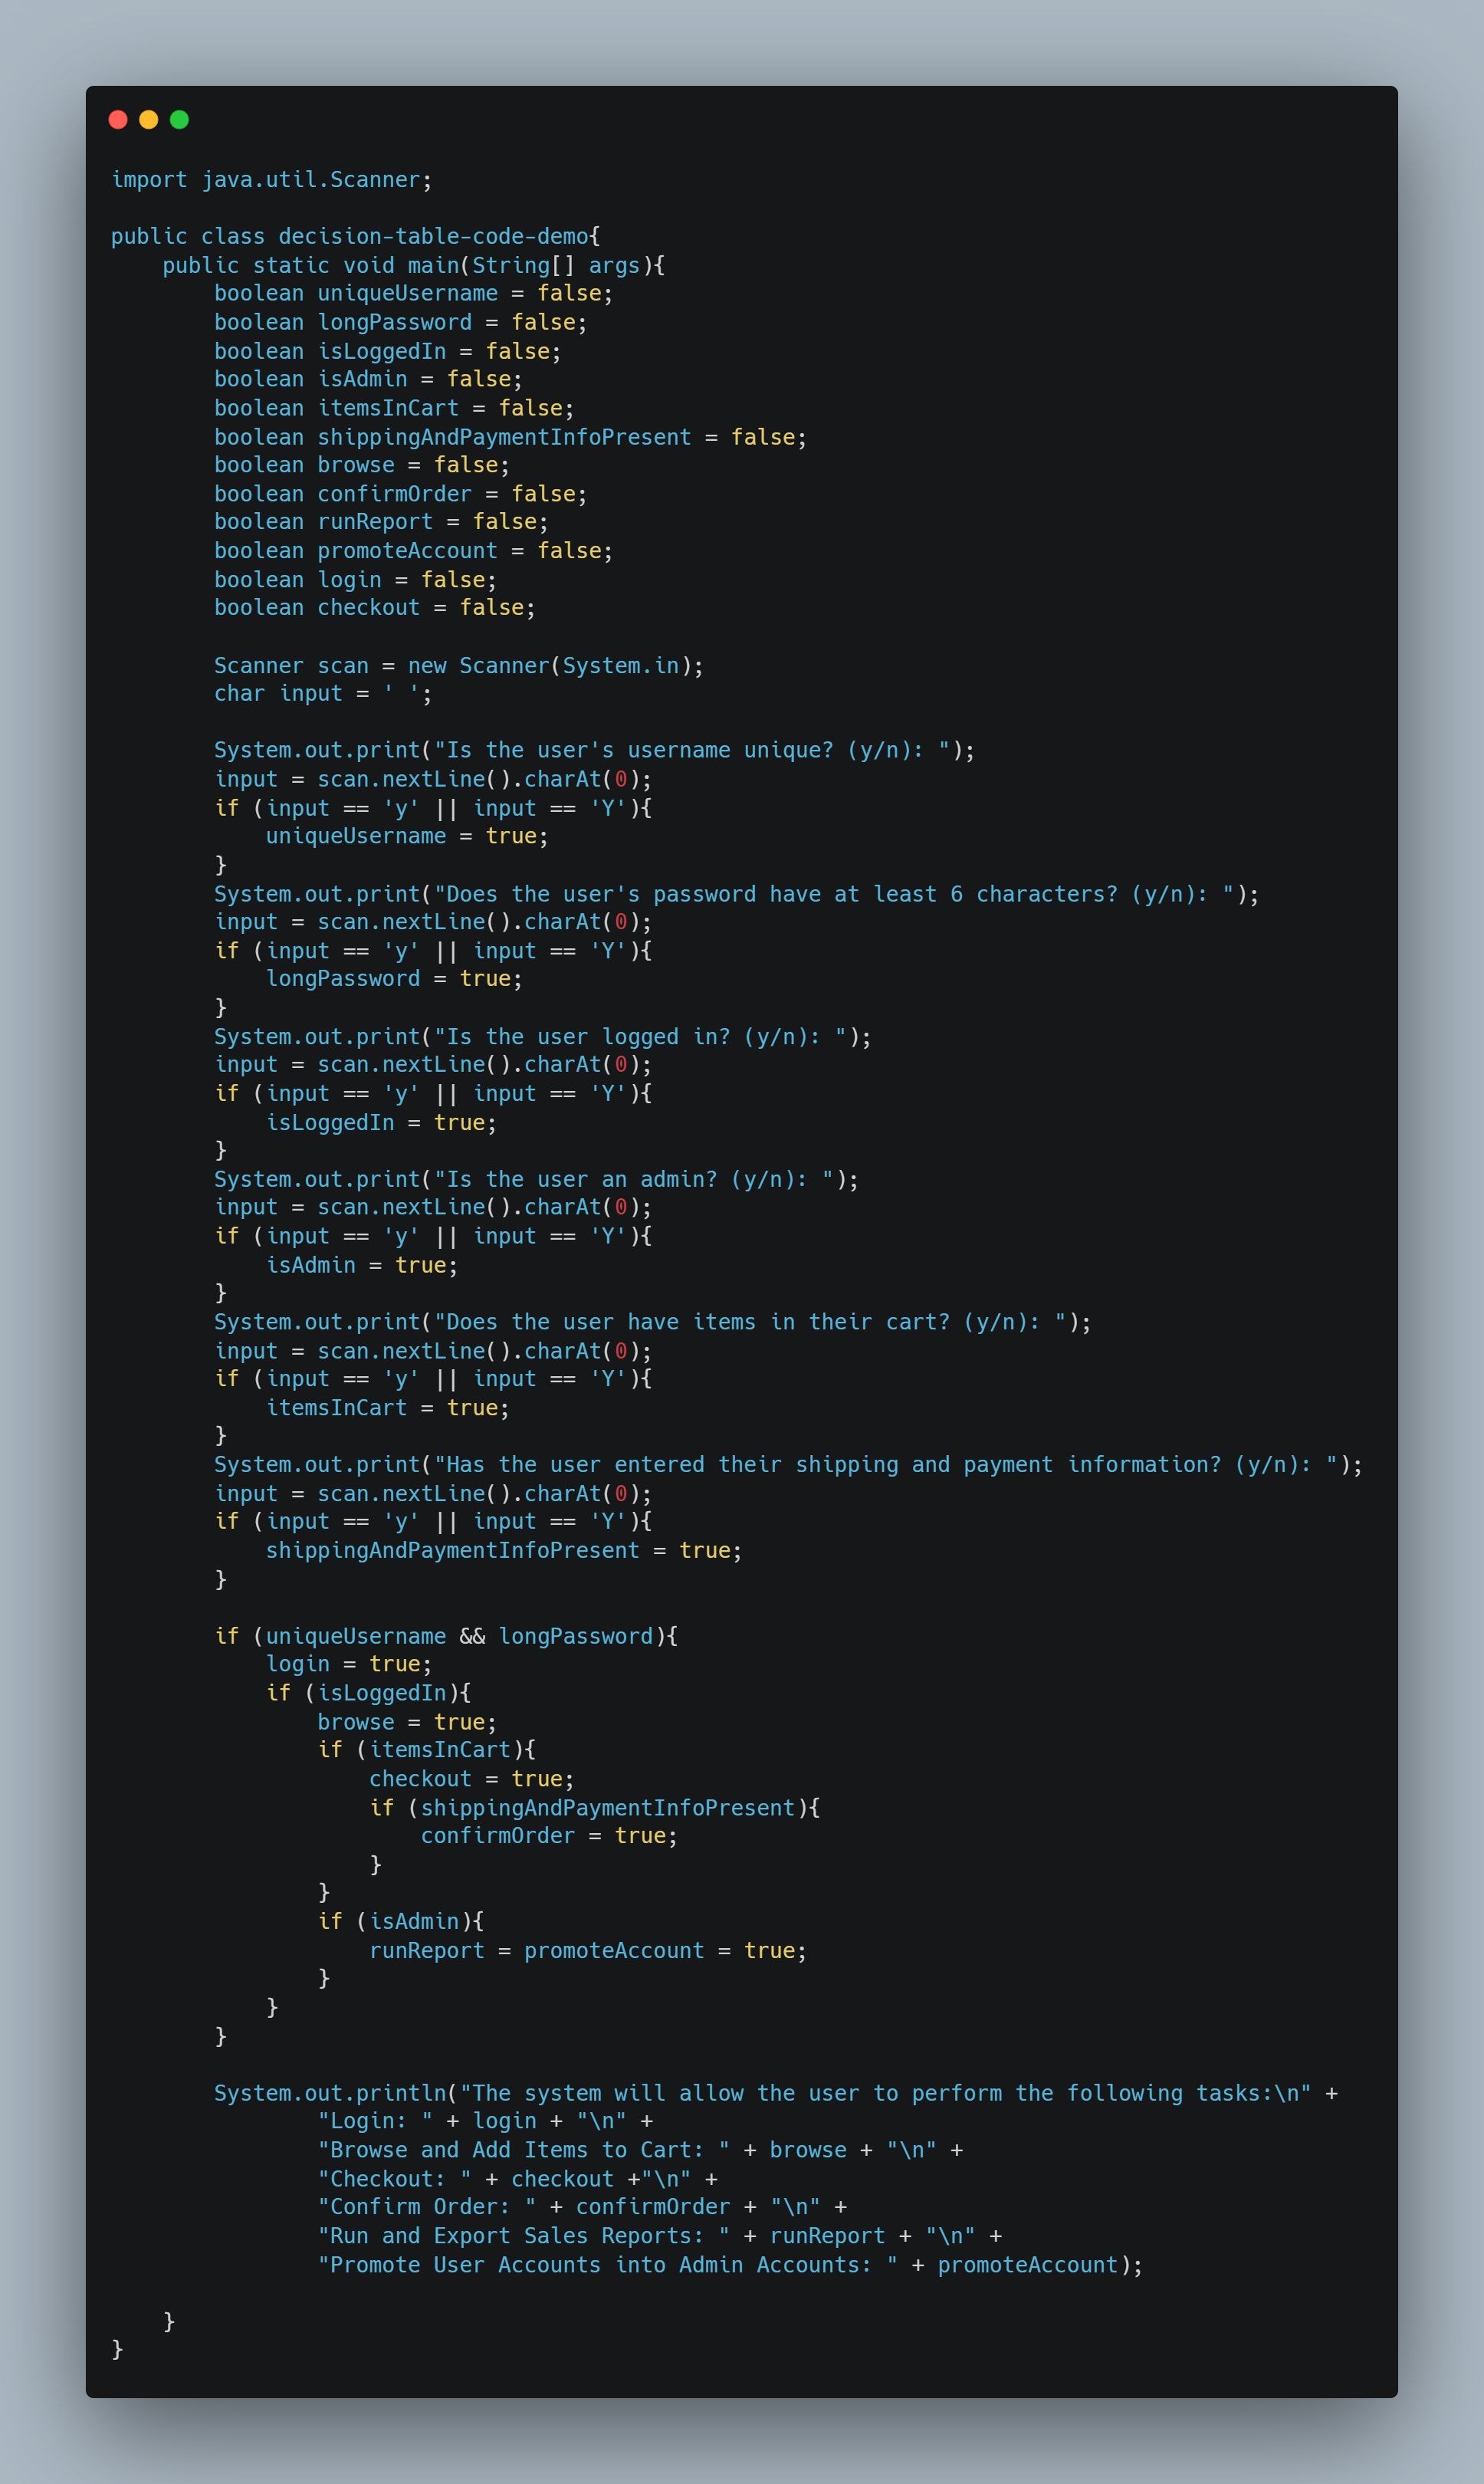 import java.util.Scanner;

public class decision-table-code-demo{
    public static void main(String[] args){
        boolean uniqueUsername = false;
        boolean longPassword = false;
        boolean isLoggedIn = false;
        boolean isAdmin = false;
        boolean itemsInCart = false;
        boolean shippingAndPaymentInfoPresent = false;
        boolean browse = false;
        boolean confirmOrder = false;
        boolean runReport = false;
        boolean promoteAccount = false;
        boolean login = false;
        boolean checkout = false;

        Scanner scan = new Scanner(System.in);
        char input = ' ';

        System.out.print("Is the user's username unique? (y/n): ");
        input = scan.nextLine().charAt(0);
        if (input == 'y' || input == 'Y'){
            uniqueUsername = true;
        }
        System.out.print("Does the user's password have at least 6 characters? (y/n): ");
        input = scan.nextLine().charAt(0);
        if (input == 'y' || input == 'Y'){
            longPassword = true;
        }
        System.out.print("Is the user logged in? (y/n): ");
        input = scan.nextLine().charAt(0);
        if (input == 'y' || input == 'Y'){
            isLoggedIn = true;
        }
        System.out.print("Is the user an admin? (y/n): ");
        input = scan.nextLine().charAt(0);
        if (input == 'y' || input == 'Y'){
            isAdmin = true;
        }
        System.out.print("Does the user have items in their cart? (y/n): ");
        input = scan.nextLine().charAt(0);
        if (input == 'y' || input == 'Y'){
            itemsInCart = true;
        }
        System.out.print("Has the user entered their shipping and payment information? (y/n): ");
        input = scan.nextLine().charAt(0);
        if (input == 'y' || input == 'Y'){
            shippingAndPaymentInfoPresent = true;
        }

        if (uniqueUsername && longPassword){
            login = true;
            if (isLoggedIn){
                browse = true;
                if (itemsInCart){
                    checkout = true;
                    if (shippingAndPaymentInfoPresent){
                        confirmOrder = true;
                    }
                }
                if (isAdmin){
                    runReport = promoteAccount = true;
                }
            }
        }

        System.out.println("The system will allow the user to perform the following tasks:\n" +
                "Login: " + login + "\n" +
                "Browse and Add Items to Cart: " + browse + "\n" +
                "Checkout: " + checkout +"\n" +
                "Confirm Order: " + confirmOrder + "\n" +
                "Run and Export Sales Reports: " + runReport + "\n" +
                "Promote User Accounts into Admin Accounts: " + promoteAccount);

    }
}